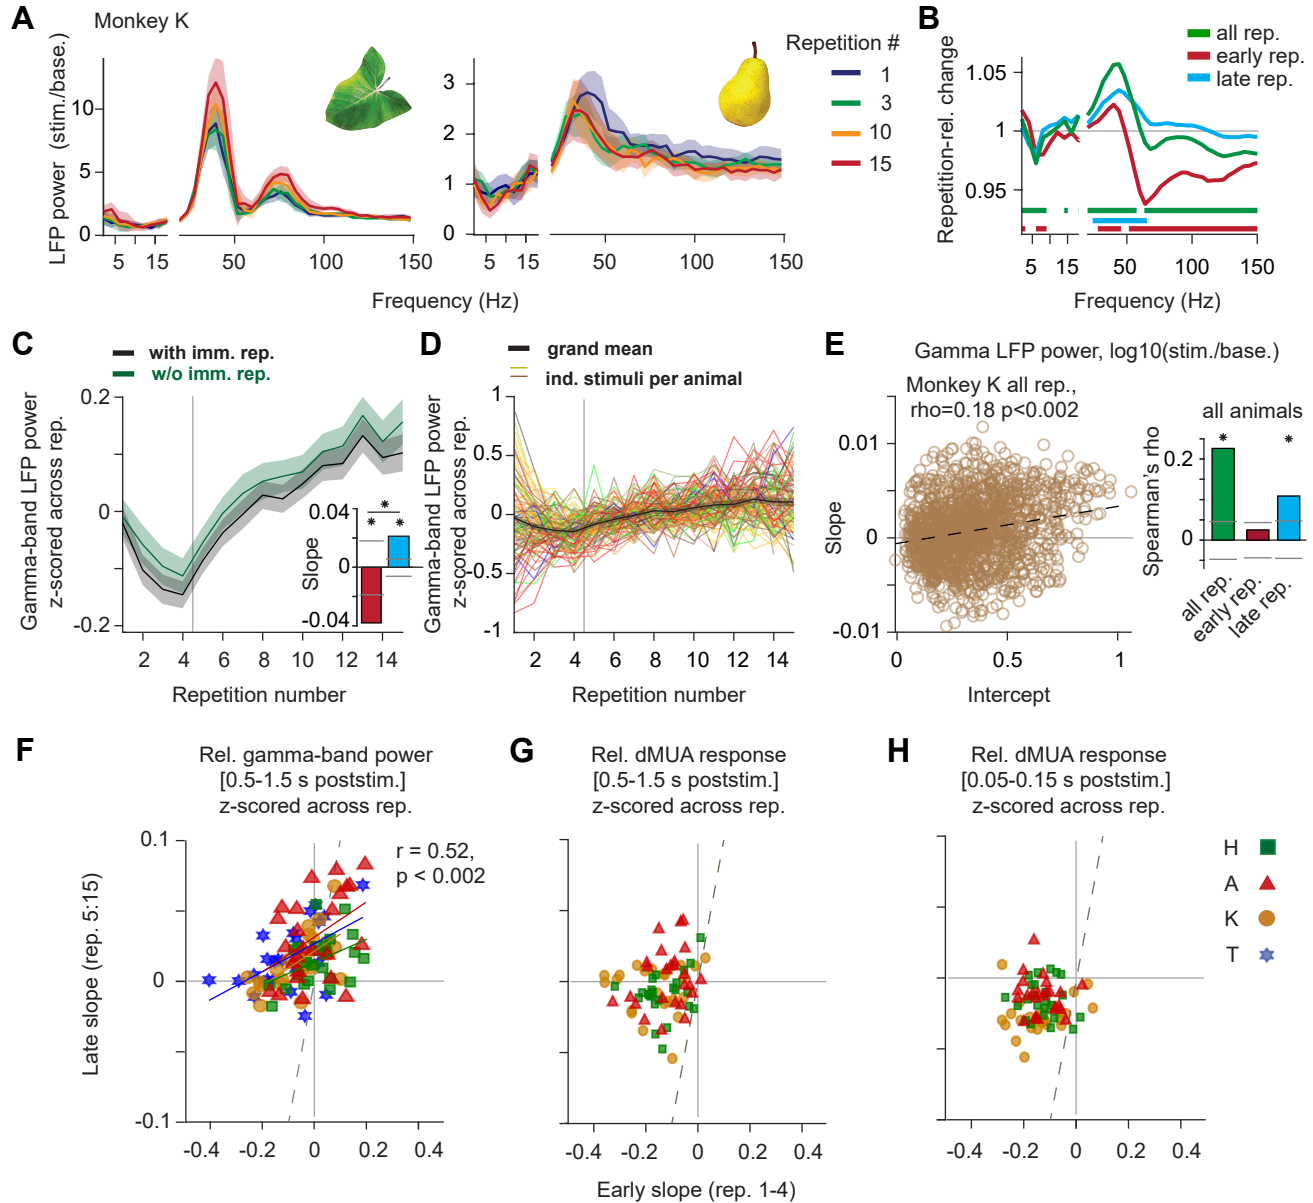 A
Monkey K
LFP power (stim./base.)
10
5
0
5
15
50
100
150
3
2
1
0
5
15
50
100
150
Frequency (Hz)
Repetition #
1
3
10
15
B
all rep.
early rep.
late rep.
Repetition-rel. change
1.05
1
0.95
5
15
50
100
150
Frequency (Hz)
C
with imm. rep.
w/o imm. rep.
Gamma-band LFP power
z-scored across rep.
0.2
0
-0.2
2
4
6
8
10
12
14
Repetition number
Slope
0.04
0
-0.04
*
*
*
D
grand mean
ind. stimuli per animal
Gamma-band LFP power
z-scored across rep.
1
0.5
0
-0.5
-1
2
4
6
8
10
12
14
Repetition number
E
Gamma LFP power, log10(stim./base.)
Monkey K all rep.,
rho=0.18 p<0.002
Slope
0.01
0
-0.01
0
0.5
1
Intercept
all animals
Spearman's rho
0.2
0
*
*
all rep.
early rep.
late rep.
F
Rel. gamma-band power
[0.5-1.5 s poststim.]
z-scored across rep.
r = 0.52,
p < 0.002
Late slope (rep. 5:15)
0.1
0
-0.1
-0.4
-0.2
0
0.2
0.4
G
Rel. dMUA response
[0.5-1.5 s poststim.]
z-scored across rep.
-0.4
-0.2
0
0.2
0.4
Early slope (rep. 1-4)
H
Rel. dMUA response
[0.05-0.15 s poststim.]
z-scored across rep.
-0.4
-0.2
0
0.2
0.4
H
A
K
T